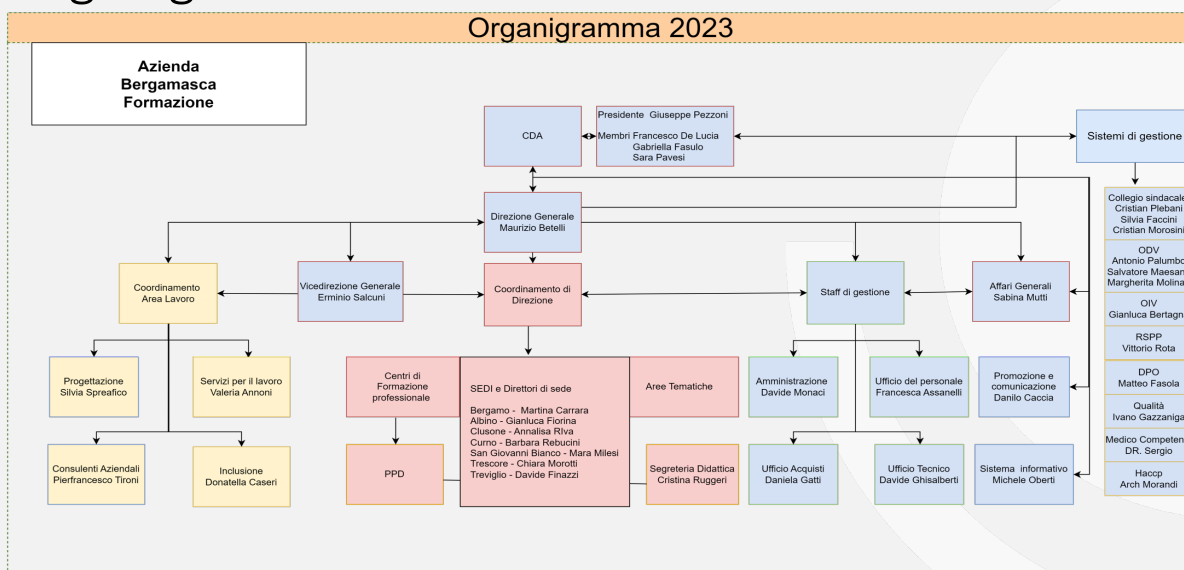 Organigramma 2023
Azienda
Bergamasca
Formazione
CDA
Presidente Giuseppe Pezzoni
Membri Francesco De Lucia
Gabriella Fasulo
Sara Pavesi
Sistemi di gestione
Direzione Generale
Maurizio Betelli
Collegio sindacale
Cristian Plebani
Silvia Faccini
Cristian Morosini
ODV
Antonio Palumbo
Salvatore Maesan
Margherita Molina
OIV
Gianluca Bertagn
RSPP
Vittorio Rota
DPO
Matteo Fasola
Qualità
Ivano Gazzaniga
Medico Competen
DR. Sergio
Haccp
Arch Morandi
Coordinamento
Area Lavoro
Vicedirezione Generale
Erminio Salcuni
Coordinamento di
Direzione
Staff di gestione
Affari Generali
Sabina Mutti
Progettazione
Silvia Spreafico
Servizi per il lavoro
Valeria Annoni
Centri di
Formazione
professionale
SEDI e Direttori di sede
Bergamo - Martina Carrara
Albino - Gianluca Fiorina
Clusone - Annalisa RIva
Curno - Barbara Rebucini
San Giovanni Bianco - Mara Milesi
Trescore - Chiara Morotti
Treviglio - Davide Finazzi
Aree Tematiche
Amministrazione
Davide Monaci
Ufficio del personale
Francesca Assanelli
Promozione e
comunicazione
Danilo Caccia
Consulenti Aziendali
Pierfrancesco Tironi
Inclusione
Donatella Caseri
PPD
Segreteria Didattica
Cristina Ruggeri
Ufficio Acquisti
Daniela Gatti
Ufficio Tecnico
Davide Ghisalberti
Sistema informativo
Michele Oberti